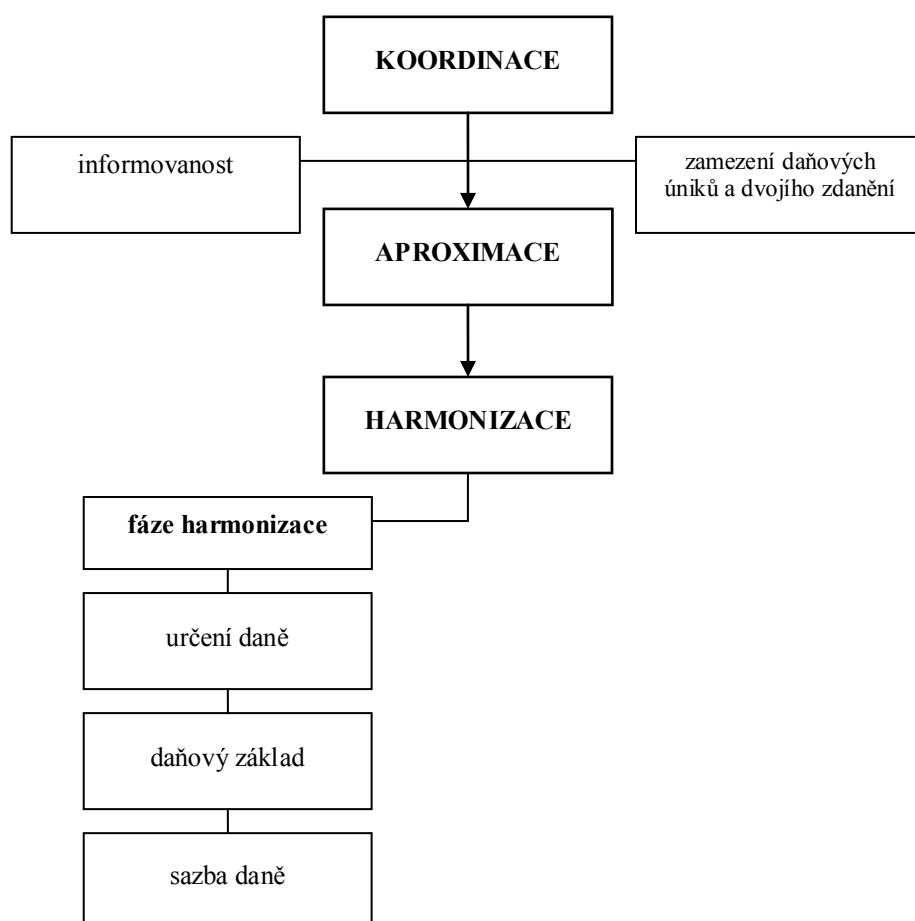 KOORDINACE
informovanost
zamezení daňových
úniků a dvojího zdanění
APROXIMACE
HARMONIZACE
fáze harmonizace
určení daně
daňový základ
sazba daně